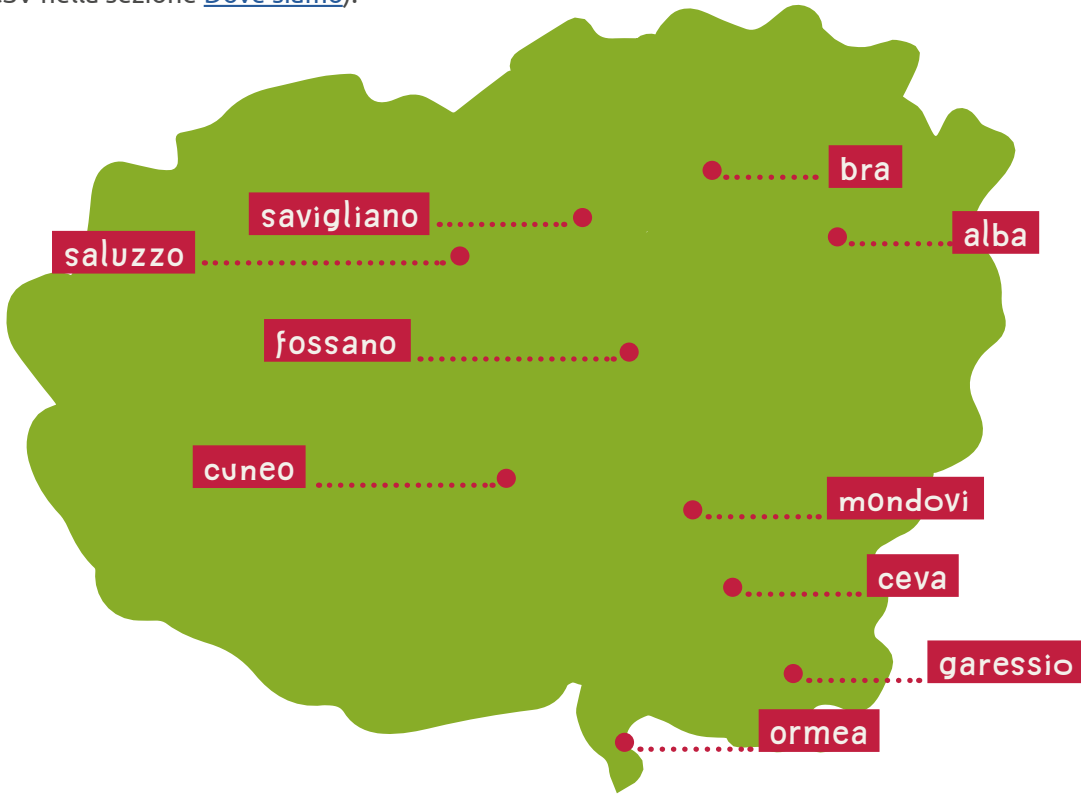 nella sezione Dove siamo).
bra
savigliano
alba
saluzzo
fossano
cuneo
mondovi
ceva
garessio
ormea